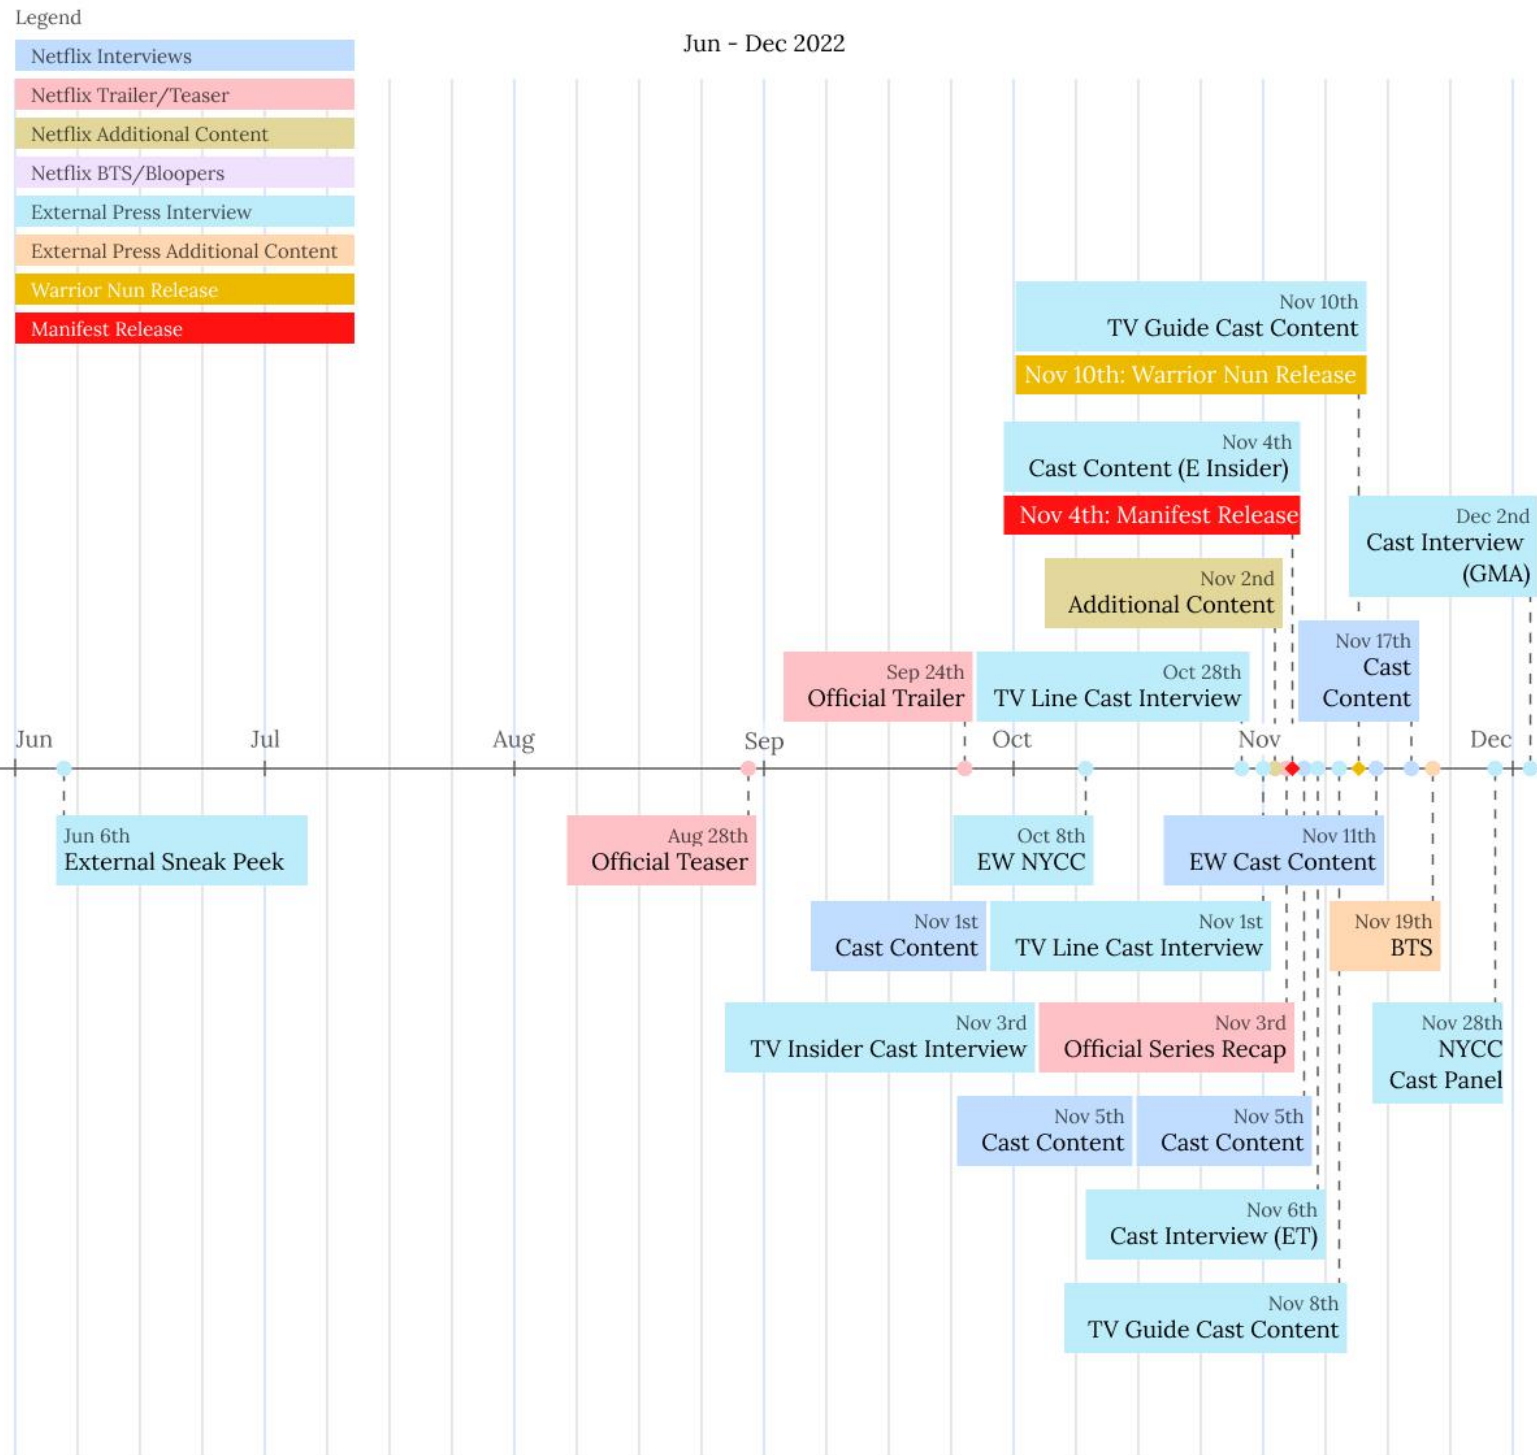 Legend
Netflix Interviews
Netflix Trailer/Teaser
Netflix Additional Content
Netflix BTS/Bloopers
External Press Interview
External Press Additional Content
Warrior Nun Release
Manifest Release
Jun - Dec 2022
Nov 10th
TV Guide Cast Content
Nov 10th: Warrior Nun Release
Nov 4th
Cast Content (E Insider)
Nov 4th: Manifest Release
Dec 2nd
Cast Interview
(GMA)
Nov 2nd
Additional Content
Nov 17th
Cast
Content
Sep 24th
Official Trailer
Oct 28th
TV Line Cast Interview
Jun
Jul
Aug
Sep
Oct
Nov
Dec
Jun 6th
External Sneak Peek
Aug 28th
Official Teaser
Oct 8th
EW NYCC
Nov 11th
EW Cast Content
Nov 1st
Cast Content
Nov 1st
TV Line Cast Interview
Nov 19th
BTS
Nov 3rd
TV Insider Cast Interview
Nov 3rd
Official Series Recap
Nov 28th
NYCC
Cast Panel
Nov 5th
Cast Content
Nov 5th
Cast Content
Nov 6th
Cast Interview (ET)
Nov 8th
TV Guide Cast Content